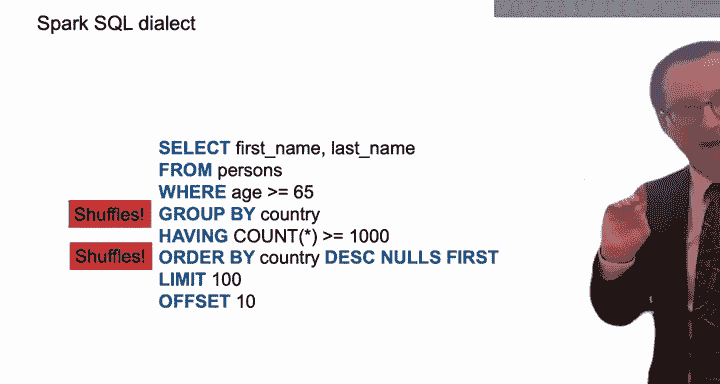 Spark SQL dialect
SELECT first_name, last_name
FROM persons
WHERE age >= 65
Shuffles! GROUP BY country
HAVING COUNT(*) >= 1000
Shuffles! ORDER BY country DESC NULLS FIRST
LIMIT 100
OFFSET 10